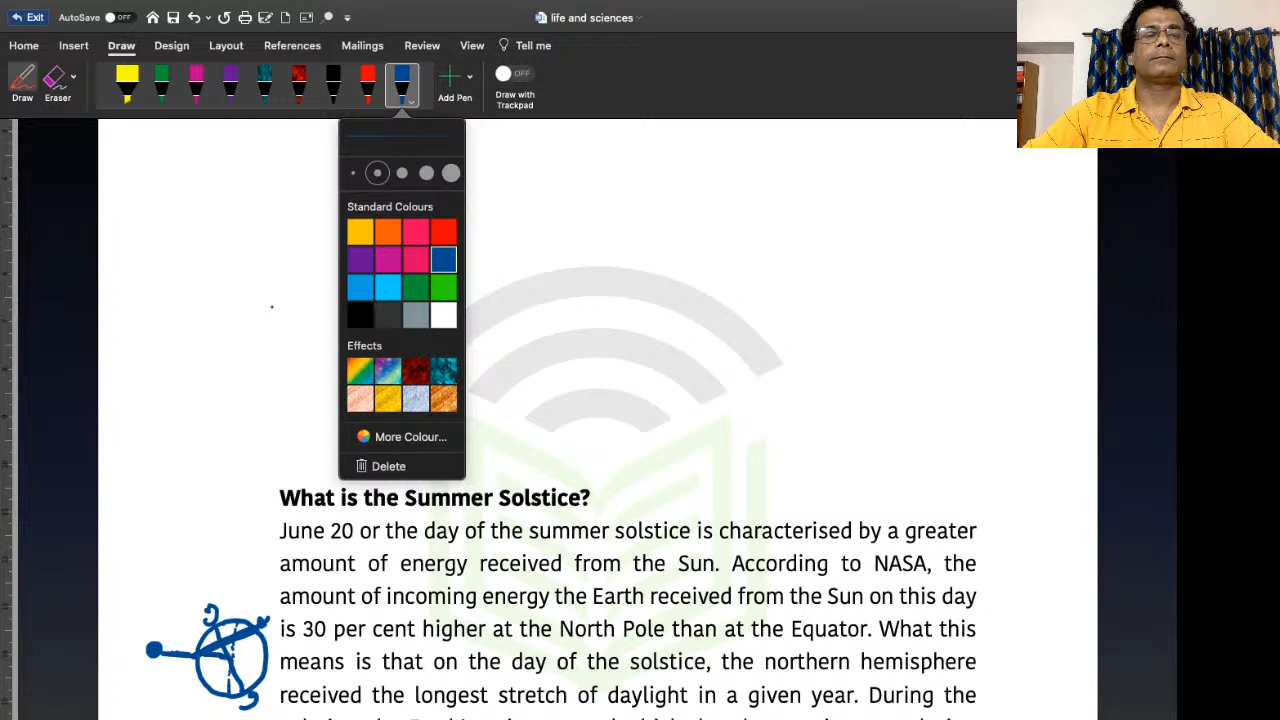 Exit AutoSave OFF life and sciences
Home Insert Draw Design Layout References Mailings Review View Tell me
OFF
Draw Eraser Add Pen Draw with
Trackpad
Standard Colours
Effects
More Colour...
Delete
What is the Summer Solstice?
June 20 or the day of the summer solstice is characterised by a greater
amount of energy received from the Sun. According to NASA, the
amount of incoming energy the Earth received from the Sun on this day
is 30 per cent higher at the North Pole than at the Equator. What this
means is that on the day of the solstice, the northern hemisphere
received the longest stretch of daylight in a given year. During the